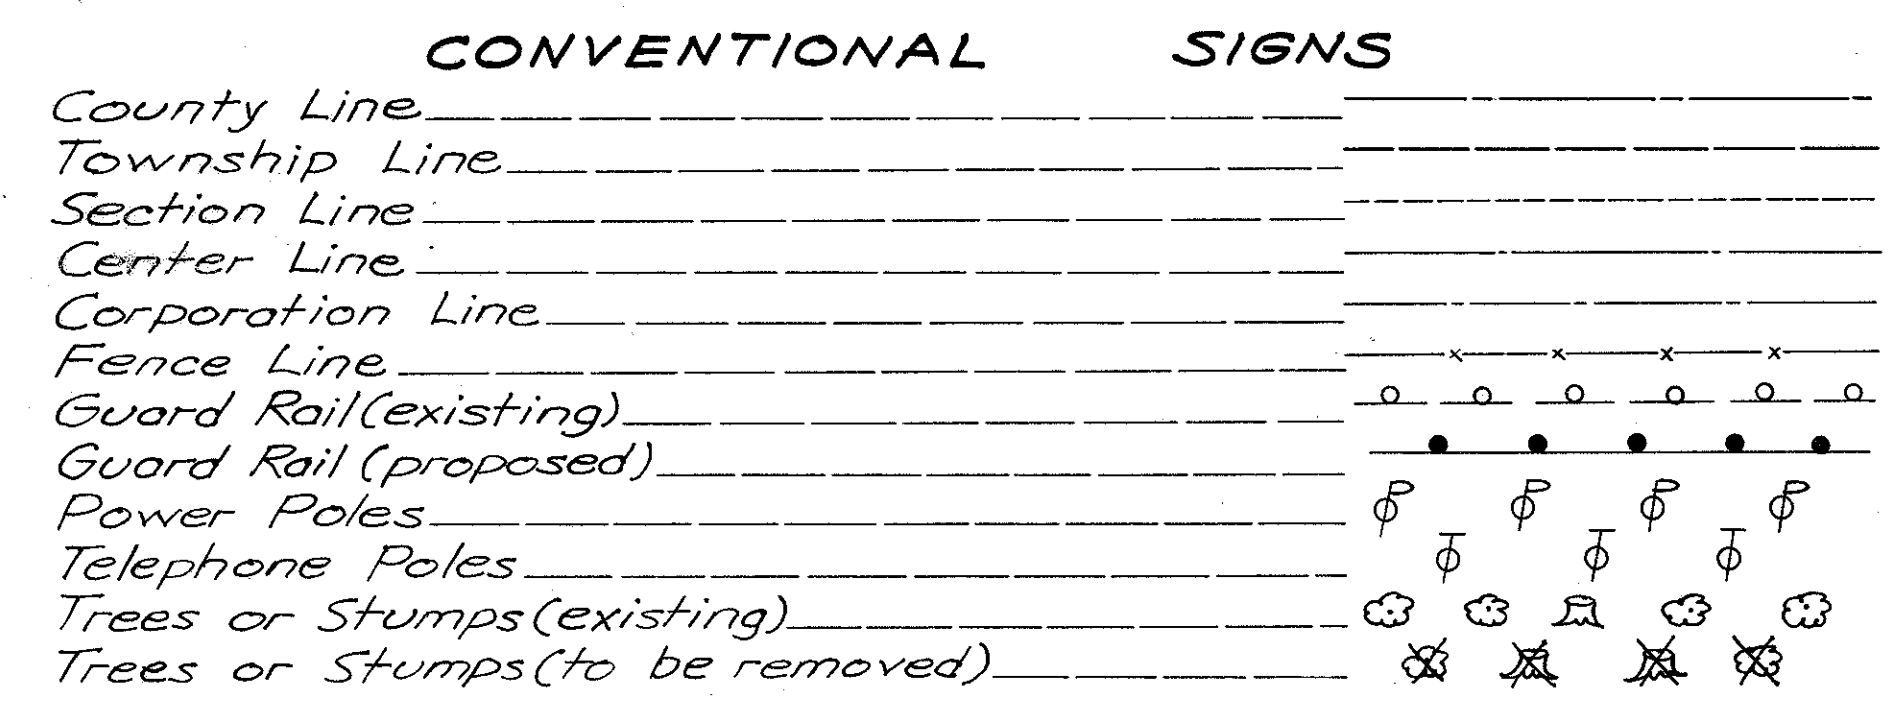 CONVENTIONAL SIGNS
County Line
Township Line
Section Line
Center Line
Corporation Line
Fence Line
Guard Rail (existing)
Guard Rail (proposed)
Power Poles
Telephone Poles
Trees or Stumps (existing)
Trees or Stumps (to be removed)